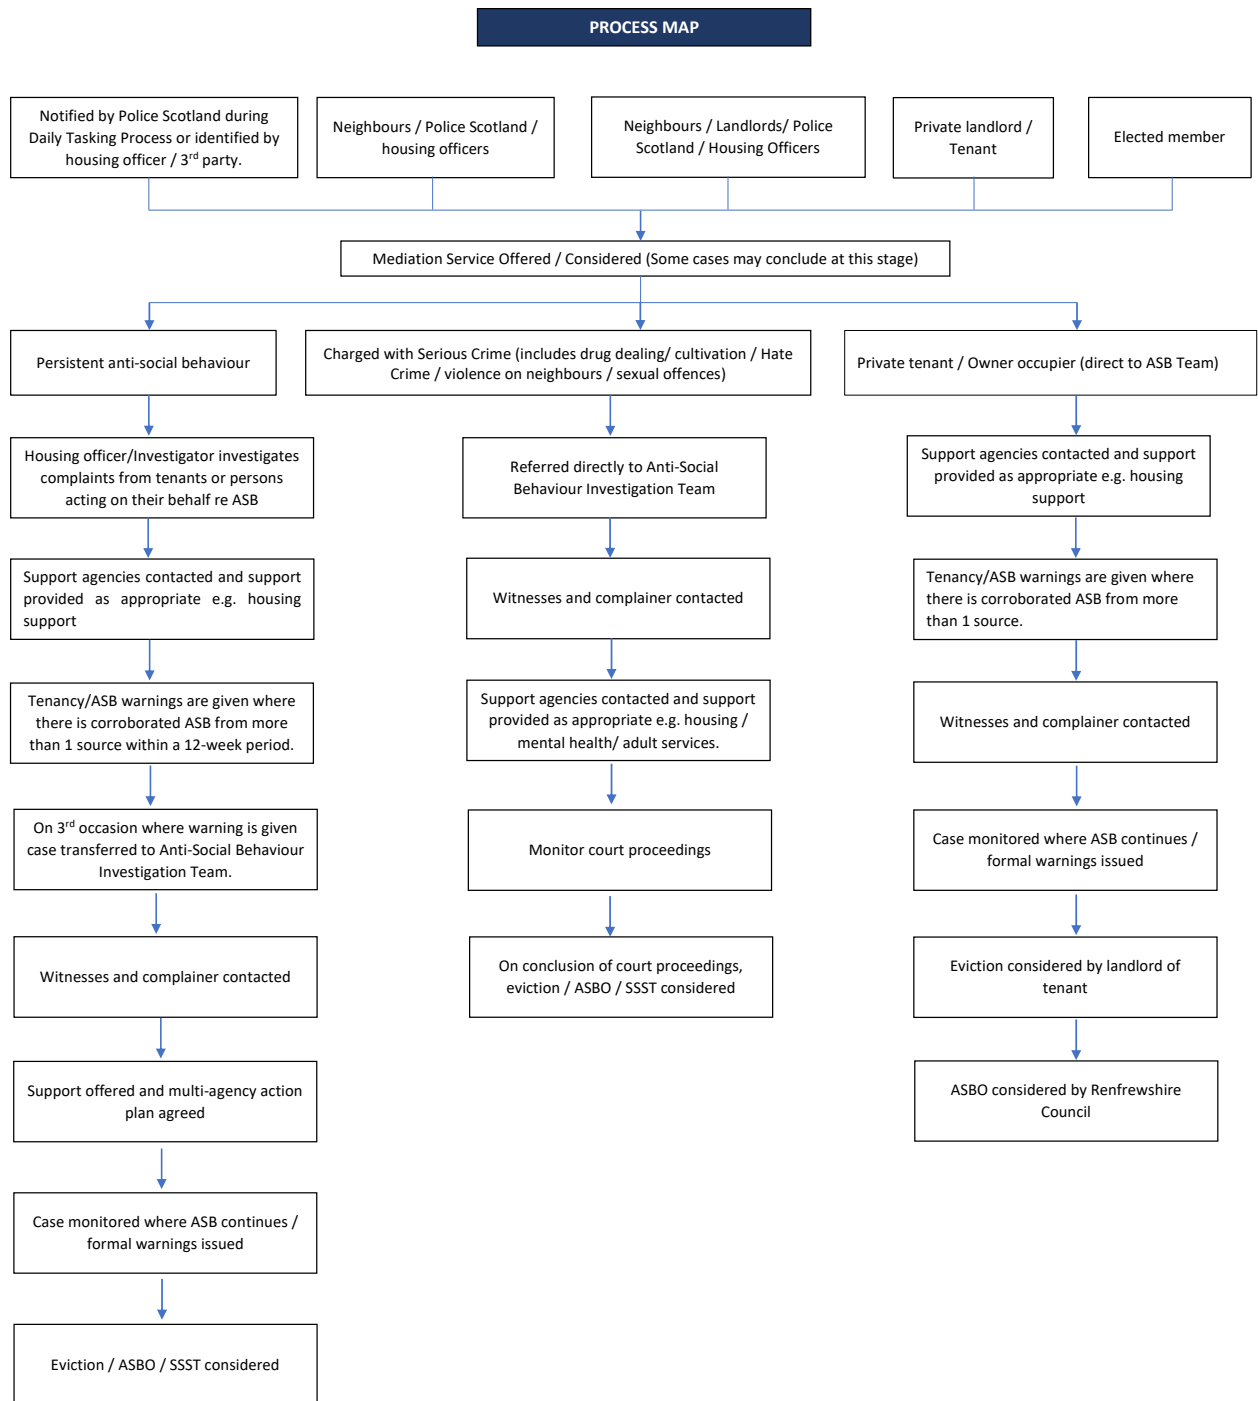 PROCESS MAP
Notified by Police Scotland during
Daily Tasking Process or identified by
housing officer / 3rd party.
Neighbours / Police Scotland /
housing officers
Neighbours / Landlords/ Police
Scotland / Housing Officers
Private landlord /
Tenant
Elected member
Mediation Service Offered / Considered (Some cases may conclude at this stage)
Persistent anti-social behaviour
Housing officer/Investigator investigates
complaints from tenants or persons
acting on their behalf re ASB
Support agencies contacted and support
provided as appropriate e.g. housing
support
Tenancy/ASB warnings are given where
there is corroborated ASB from more
than 1 source within a 12-week period.
On 3rd occasion where warning is given
case transferred to Anti-Social Behaviour
Investigation Team.
Witnesses and complainer contacted
Support offered and multi-agency action
plan agreed
Case monitored where ASB continues /
formal warnings issued
Eviction / ASBO / SSST considered
Charged with Serious Crime (includes drug dealing/ cultivation / Hate
Crime / violence on neighbours / sexual offences)
Referred directly to Anti-Social
Behaviour Investigation Team
Witnesses and complainer contacted
Support agencies contacted and support
provided as appropriate e.g. housing /
mental health/ adult services.
Monitor court proceedings
On conclusion of court proceedings,
eviction / ASBO / SSST considered
Private tenant / Owner occupier (direct to ASB Team)
Support agencies contacted and support
provided as appropriate e.g. housing
support
Tenancy/ASB warnings are given where
there is corroborated ASB from more
than 1 source.
Witnesses and complainer contacted
Case monitored where ASB continues /
formal warnings issued
Eviction considered by landlord of
tenant
ASBO considered by Renfrewshire
Council